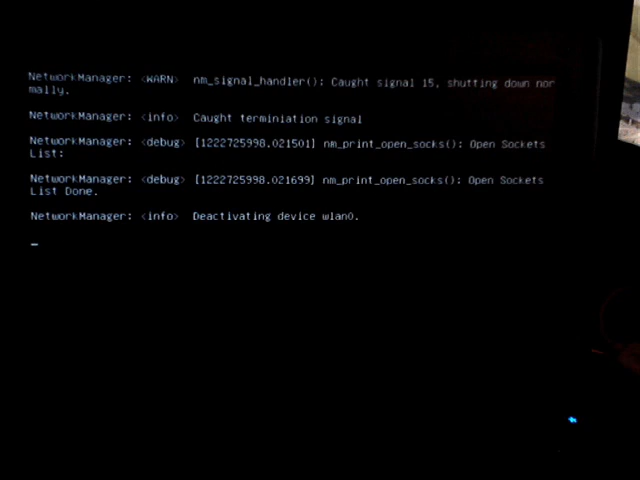 NetworkManager: <WARN>  nm_signal_handler(): Caught signal 15, shutting down nor
mally.
NetworkManager: <info>  Caught terminiation signal
NetworkManager: <debug> [1222725998.021501] nm_print_open_socks(): Open Sockets
List:
NetworkManager: <debug> [1222725998.021699] nm_print_open_socks(): Open Sockets
List Done.
NetworkManager: <info>  Deactivating device wlan0.